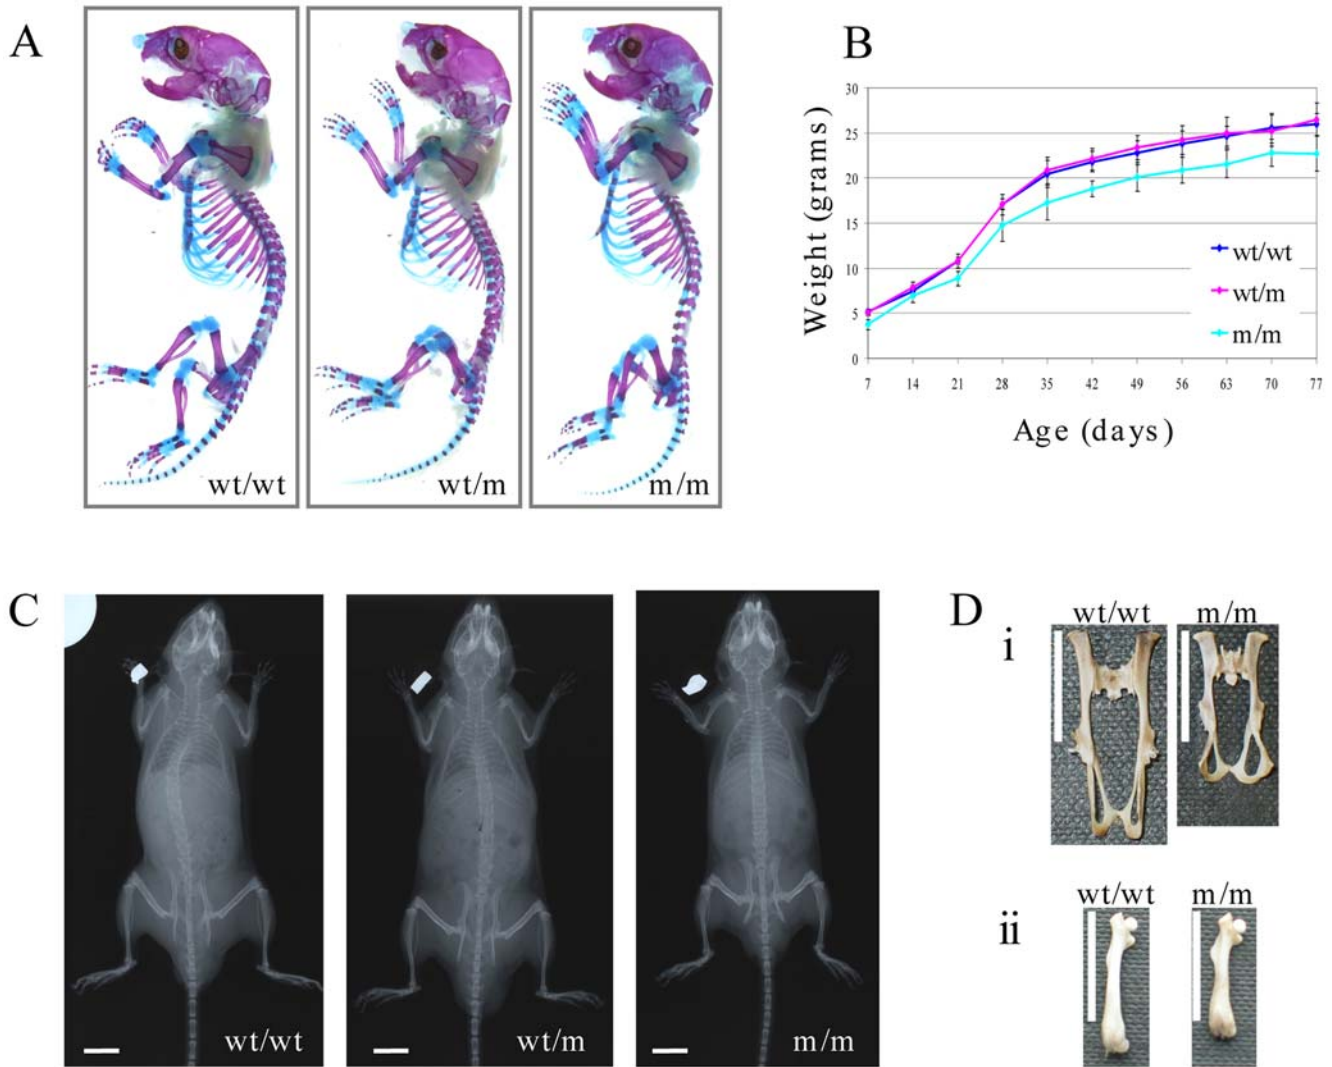 A
wt/wt
wt/m
m/m
B
Weight (grams)
30
25
20
15
10
5
0
7 14 21 28 35 42 49 56 63 70 77
Age (days)
wt/wt
wt/m
m/m
C
wt/wt
wt/m
m/m
D
i
wt/wt m/m
ii
wt/wt m/m